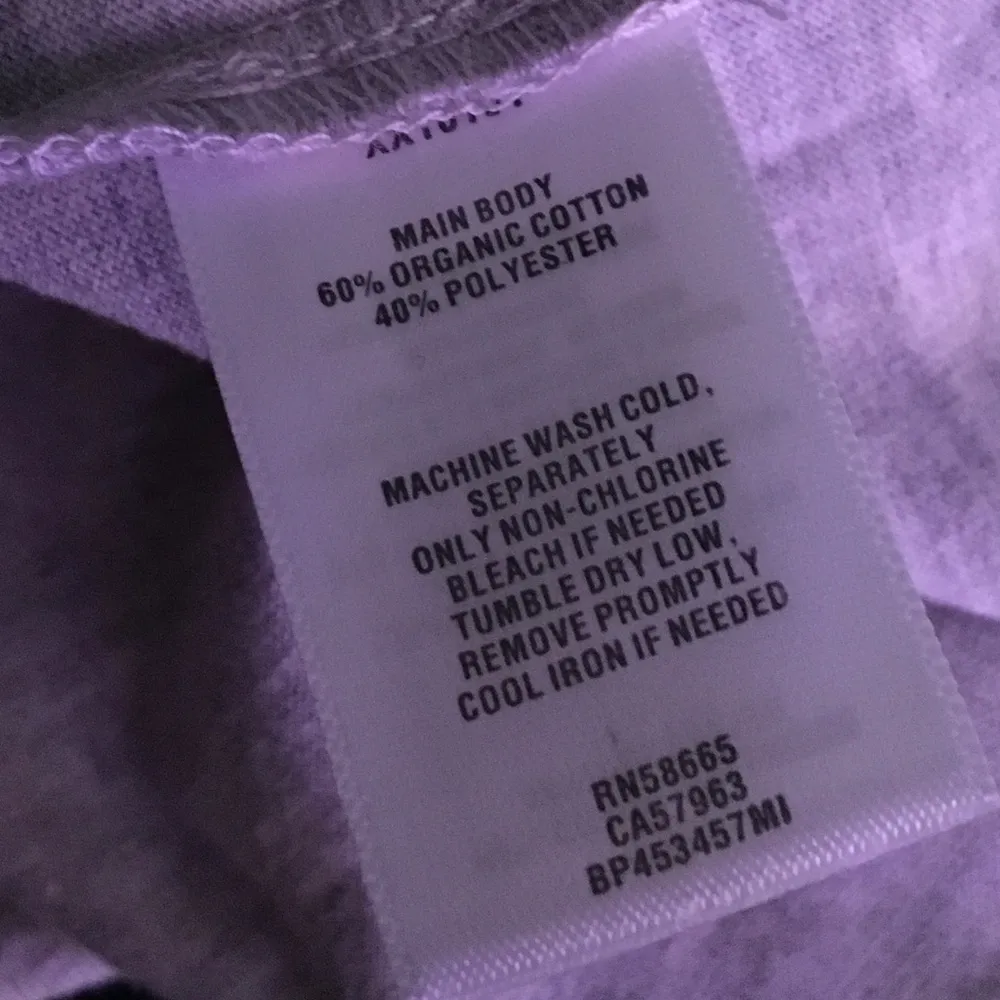 MAIN BODY
60% ORGANIC COTTON
40% POLYESTER
MACHINE WASH COLD,
SEPARATELY
ONLY NON-CHLORINE
BLEACH IF NEEDED
TUMBLE DRY LOW,
REMOVE PROMPTLY
COOL IRON IF NEEDED
RN58665
CA57963
BP453457MI